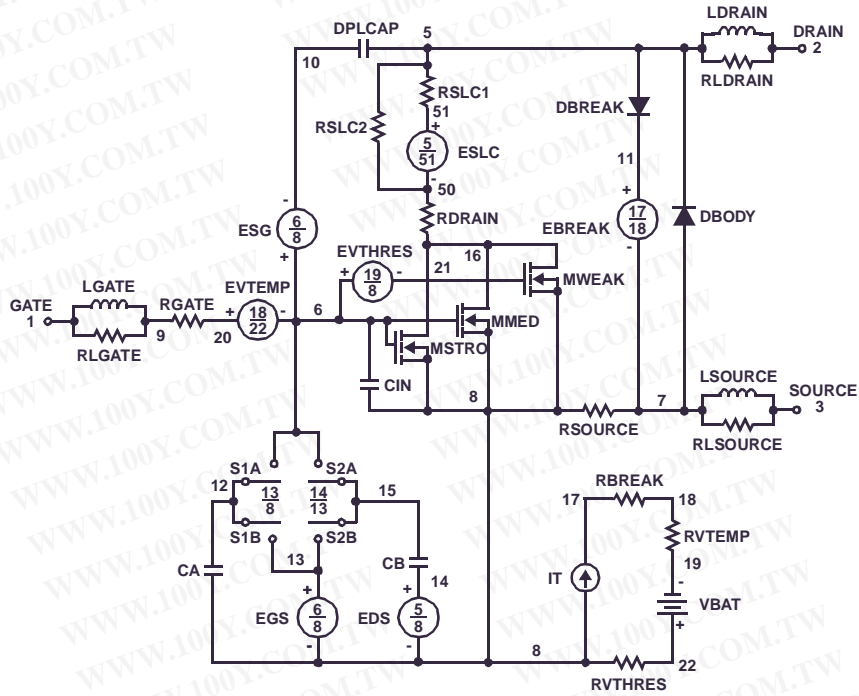 LDRAIN
DPLCAP 5 DRAIN
10 2
RSLC1 RLDRAIN
51 DBREAK
RSLC2 +
5
51 ESLC
11
- 50
- +
6
8 ESG
RDRAIN
17
18 EBREAK
DBODY
+ EVTHRES 16 -
+ 19
8 - 21
MWEAK
LGATE EVTEMP
GATE RGATE + 18
22 - 6
1 MMED
9 20 MSTRO
RLGATE
CIN
LSOURCE
8 7 SOURCE
3
RSOURCE
RLSOURCE
S1A S2A
12 13
8 14
13 15
RBREAK
17 18
S1B S2B
RVTEMP
13 CB
19
CA 14 IT -
+ + VBAT
EGS 6
8 EDS 5
8 +
- - 8 22
RVTHRES
WWW.100Y.COM.TW